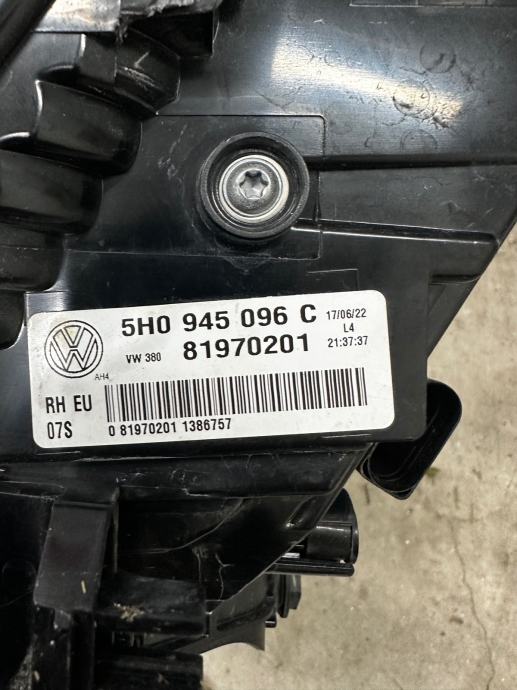 5H0 945 096 C 17/06/22
L4
VW 380 81970201 21:37:37
AH4
RH EU
07S 0 81970201 1386757